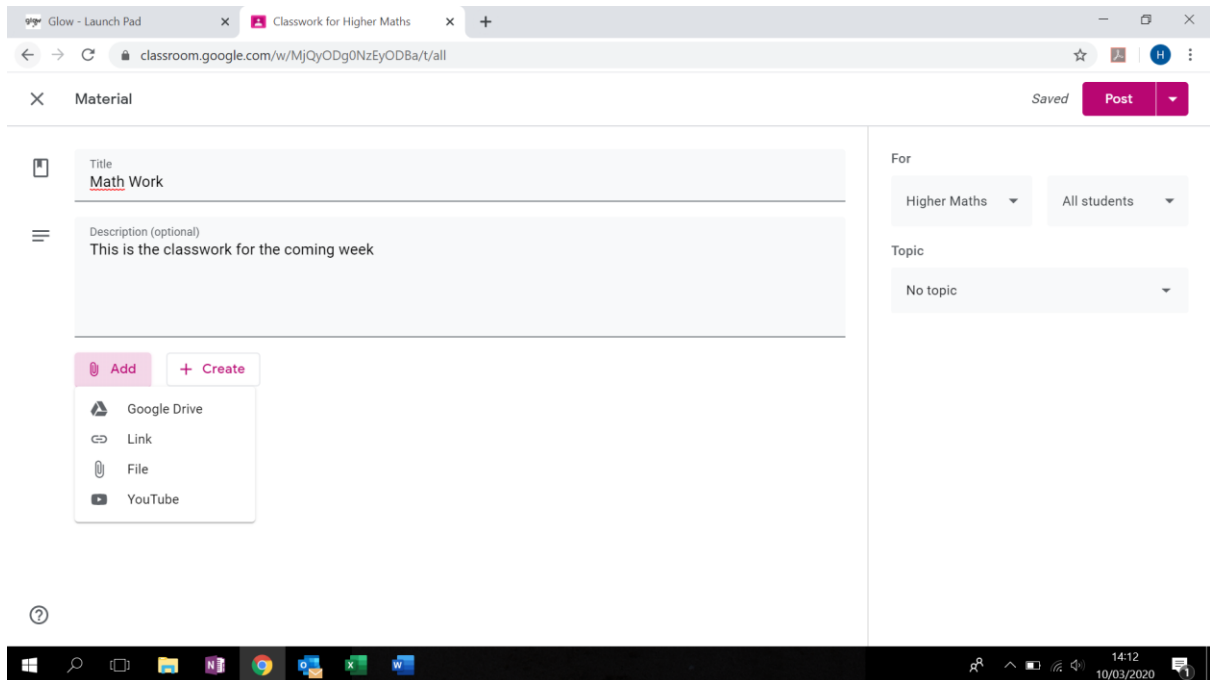 glow Glow - Launch Pad Classwork for Higher Maths
classroom.google.com/w/MjQyODg0NzEyODBa/t/all H
Material Saved Post
Title
Math Work
Description (optional)
This is the classwork for the coming week
Add + Create
Google Drive
Link
File
YouTube
For
Higher Maths All students
Topic
No topic
?
N o x w
14:12
10/03/2020 1